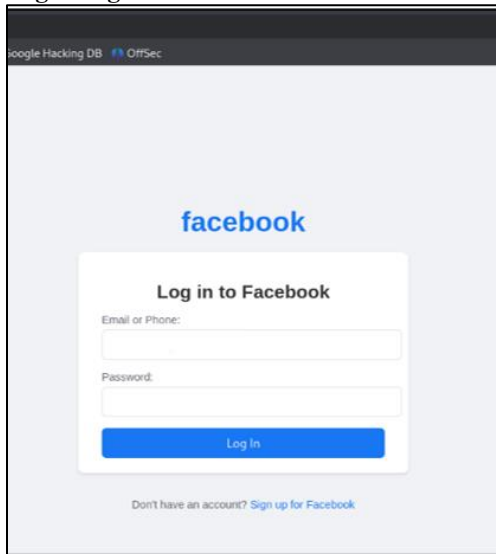 Google Hacking DB OffSec
facebook
Log in to Facebook
Email or Phone:
Password:
Log In
Don't have an account? Sign up for Facebook